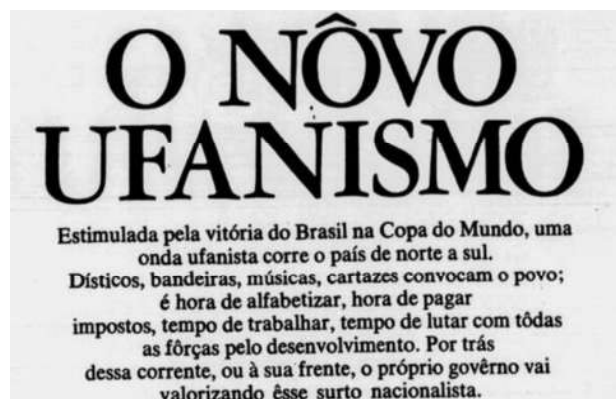 O NÔVO
UFANISMO
Estimulada pela vitória do Brasil na Copa do Mundo, uma
onda ufanista corre o país de norte a sul.
Dísticos, bandeiras, músicas, cartazes convocam o povo;
é hora de alfabetizar, hora de pagar
impostos, tempo de trabalhar, tempo de lutar com tôdas
as fôrças pelo desenvolvimento. Por trás
dessa corrente, ou à sua frente, o próprio govêrno vai
valorizando êsse surto nacionalista.